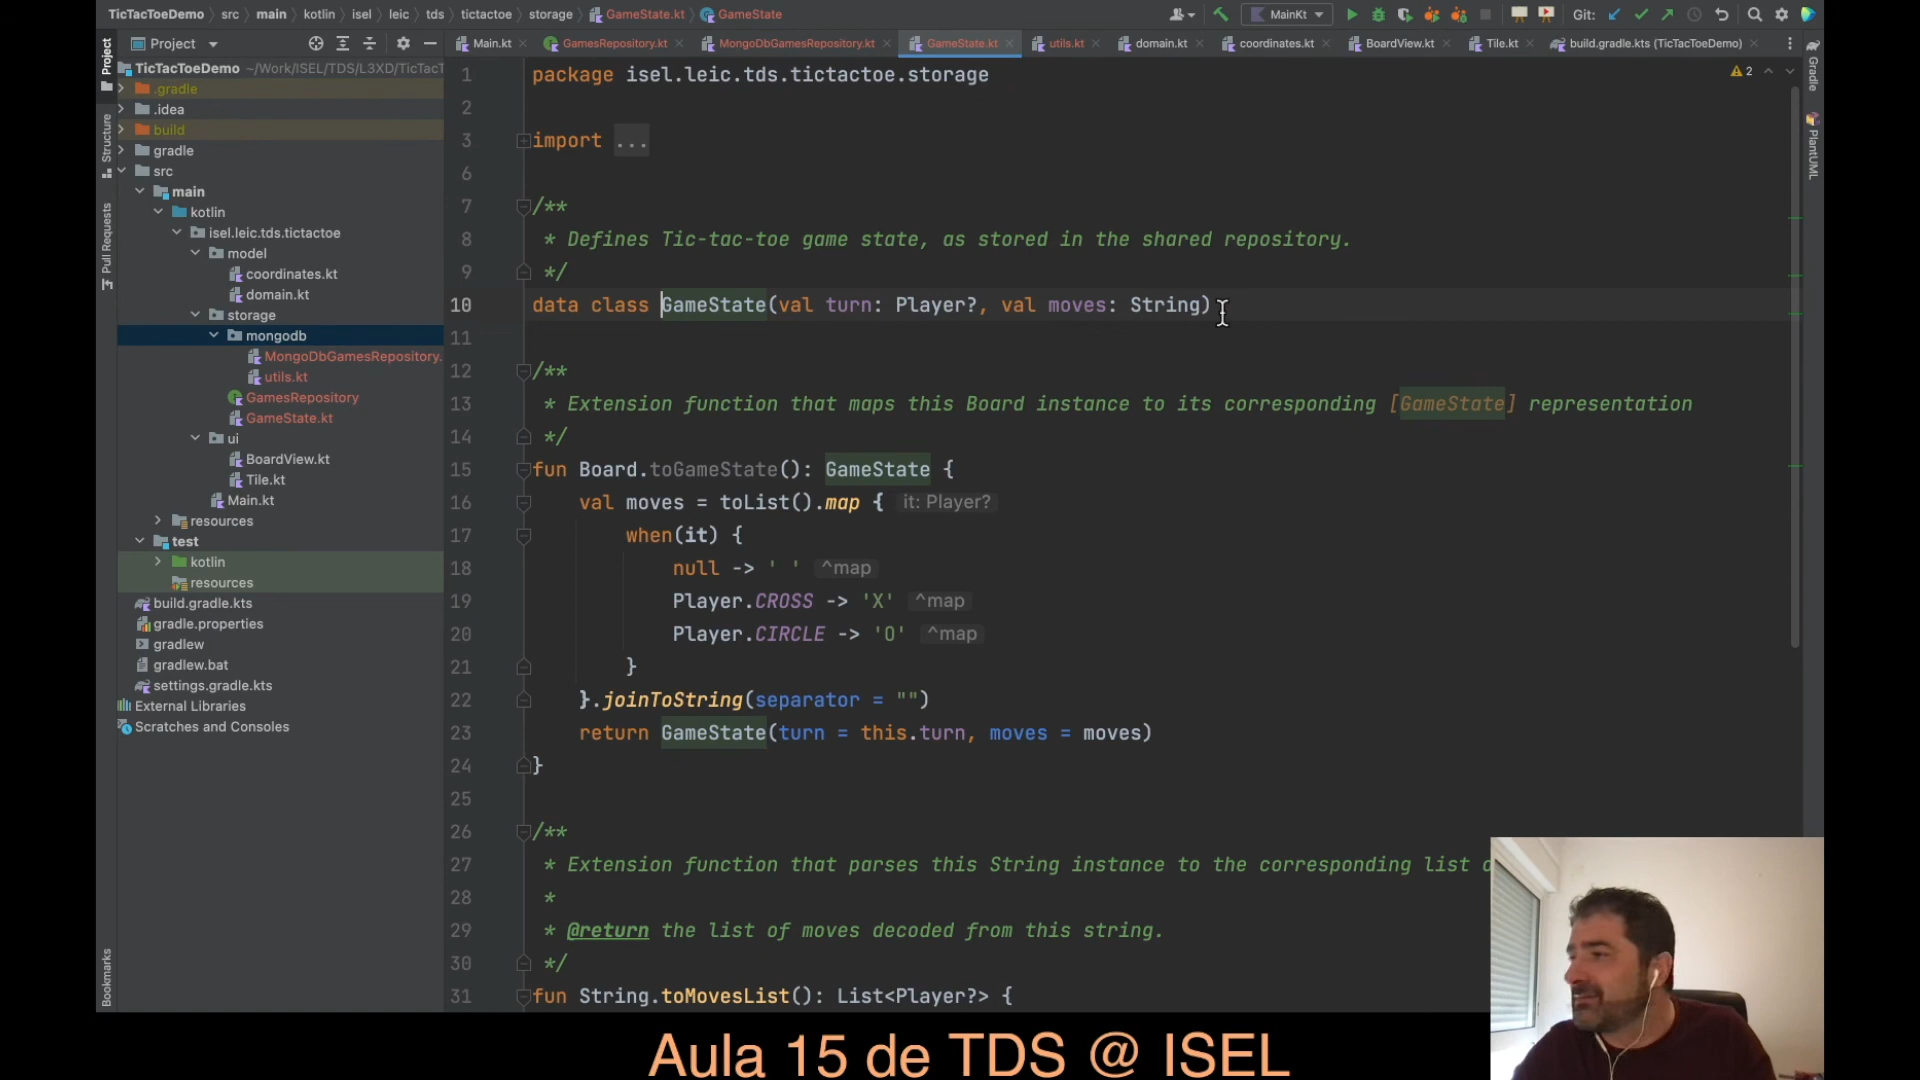 TicTacToeDemo › src › main › kotlin › isel › leic › tds › tictactoe › storage › GameState.kt › GameState
MainKt
Git:
Project
Main.kt
GamesRepository.kt
MongoDbGamesRepository.kt
GameState.kt
utils.kt
domain.kt
coordinates.kt
BoardView.kt
Tile.kt
build.gradle.kts (TicTacToeDemo)
Project
Structure
Pull Requests
Bookmarks
Gradle
PlantUML
TicTacToeDemo ~/Work/ISEL/TDS/L3XD/TicTacT
.gradle
.idea
build
gradle
src
main
kotlin
isel.leic.tds.tictactoe
model
coordinates.kt
domain.kt
storage
mongodb
MongoDbGamesRepository.
utils.kt
GamesRepository
GameState.kt
ui
BoardView.kt
Tile.kt
Main.kt
resources
test
kotlin
resources
build.gradle.kts
gradle.properties
gradlew
gradlew.bat
settings.gradle.kts
External Libraries
Scratches and Consoles
2
1 package isel.leic.tds.tictactoe.storage
2
3 import ...
6
7 /**
8 * Defines Tic-tac-toe game state, as stored in the shared repository.
9 */
10 data class GameState(val turn: Player?, val moves: String)
11
12 /**
13 * Extension function that maps this Board instance to its corresponding [GameState] representation
14 */
15 fun Board.toGameState(): GameState {
16 val moves = toList().map { it: Player?
17 when(it) {
18 null -> ' ' ^map
19 Player.CROSS -> 'X' ^map
20 Player.CIRCLE -> 'O' ^map
21 }
22 }.joinToString(separator = "")
23 return GameState(turn = this.turn, moves = moves)
24 }
25
26 /**
27 * Extension function that parses this String instance to the corresponding list
28 *
29 * @return the list of moves decoded from this string.
30 */
31 fun String.toMovesList(): List<Player?> {
Aula 15 de TDS @ ISEL